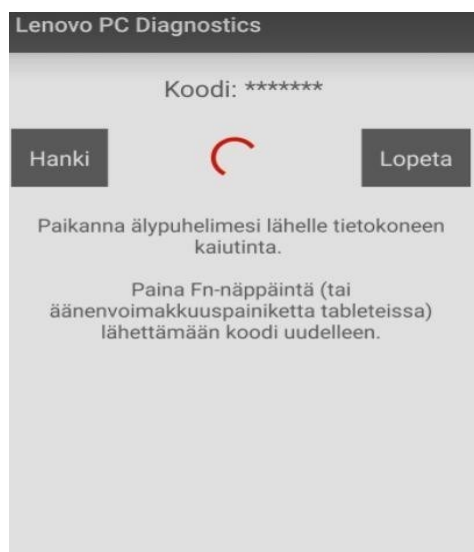 Lenovo PC Diagnostics
Koodi: *******
Hanki
Lopeta
Paikanna älypuhelimesi lähelle tietokoneen
kaiutinta.
Paina Fn-näppäintä (tai
äänenvoimakkuuspainiketta tableteissa)
lähettämään koodi uudelleen.